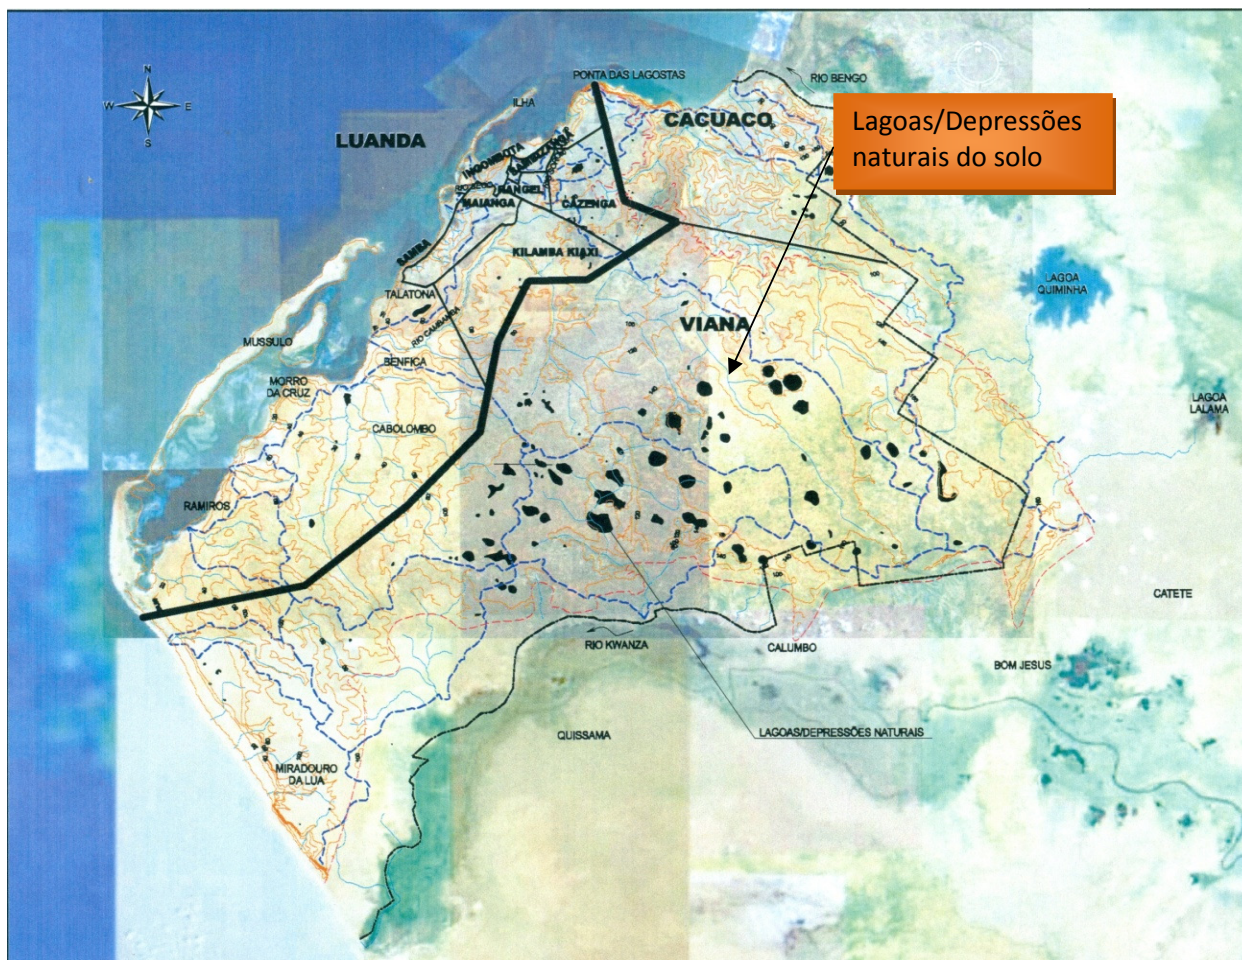 N
W E
S
PONTA DAS LAGOSTAS
RIO BENGO
ILHA
CACUACO
Lagoas/Depressões
naturais do solo
LUANDA
INGOMBOTA
RANGEL
MAIANGA
CAZENGA
SAMBA
KILAMBA KIAXI
LAGOA
QUIMINHA
TALATONA
RIO CAMBAMBA
VIANA
MUSSULO
BENFICA
MORRO
DA CRUZ
LAGOA
LALAMA
CABOLOMBO
RAMIROS
CATETE
RIO KWANZA
CALUMBO
BOM JESUS
QUISSAMA
LAGOAS/DEPRESSÕES NATURAIS
MIRADOURO
DA LUA